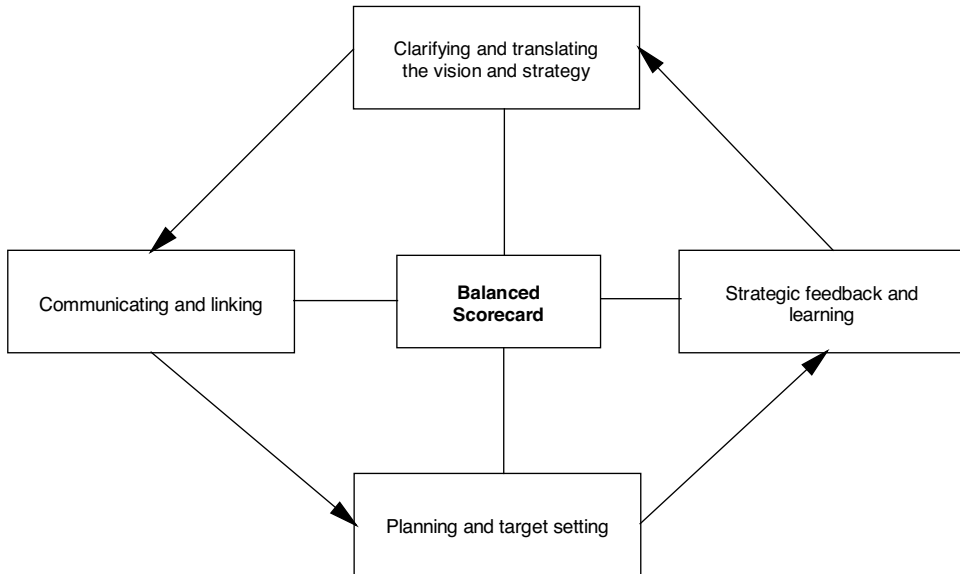 Clarifying and translating
the vision and strategy
Communicating and linking
Balanced
Scorecard
Strategic feedback and
learning
Planning and target setting